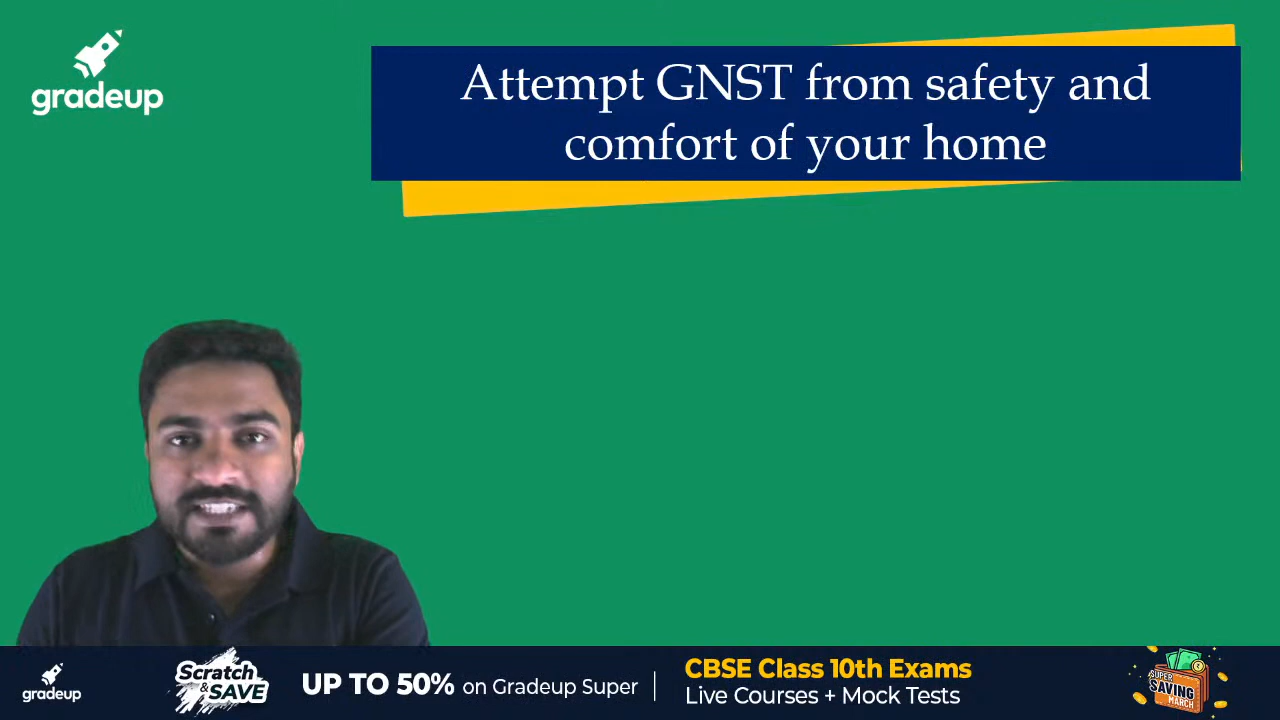 gradeup
Attempt GNST from safety and
comfort of your home
gradeup
Scratch
& SAVE
UP TO 50% on Gradeup Super
CBSE Class 10th Exams
Live Courses + Mock Tests
SUPER
SAVING
MARCH